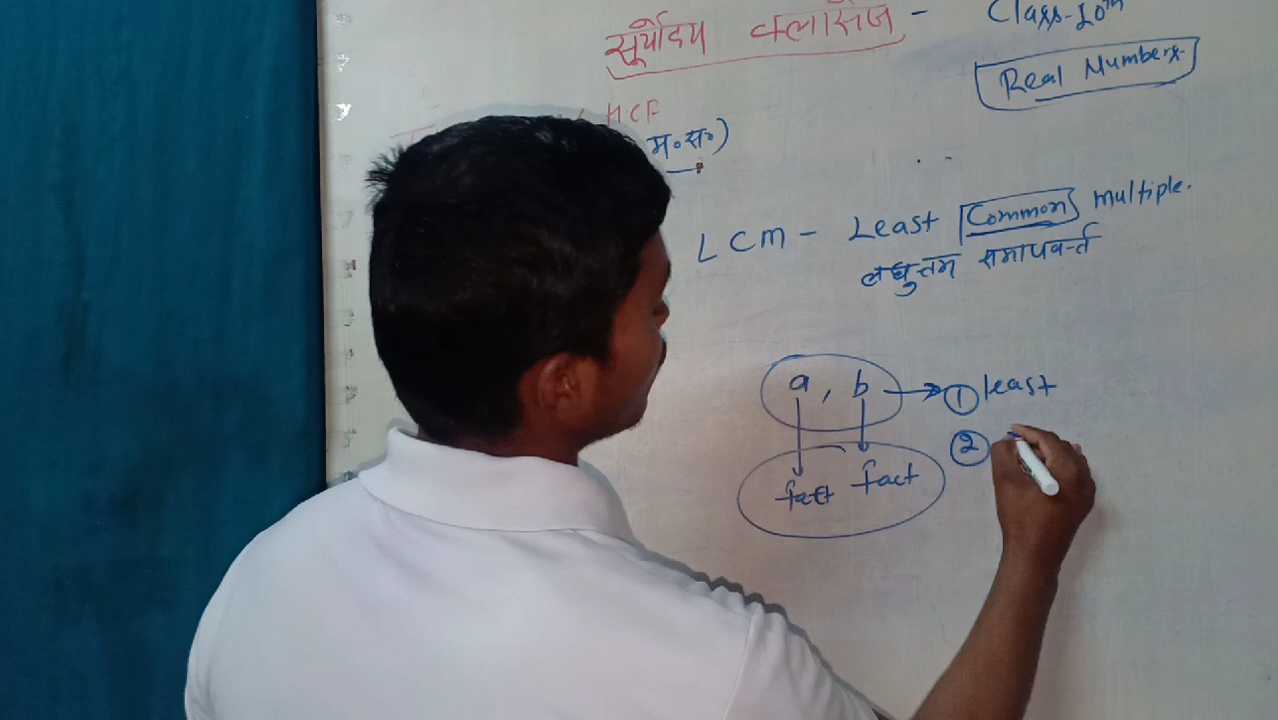 सूर्योदय क्लासेज - Class-10th
Real Numbers
HCF
म॰स॰)
LCM - Least Common multiple.
लघुत्तम समापवर्त
a, b → ① least
②
fact fact